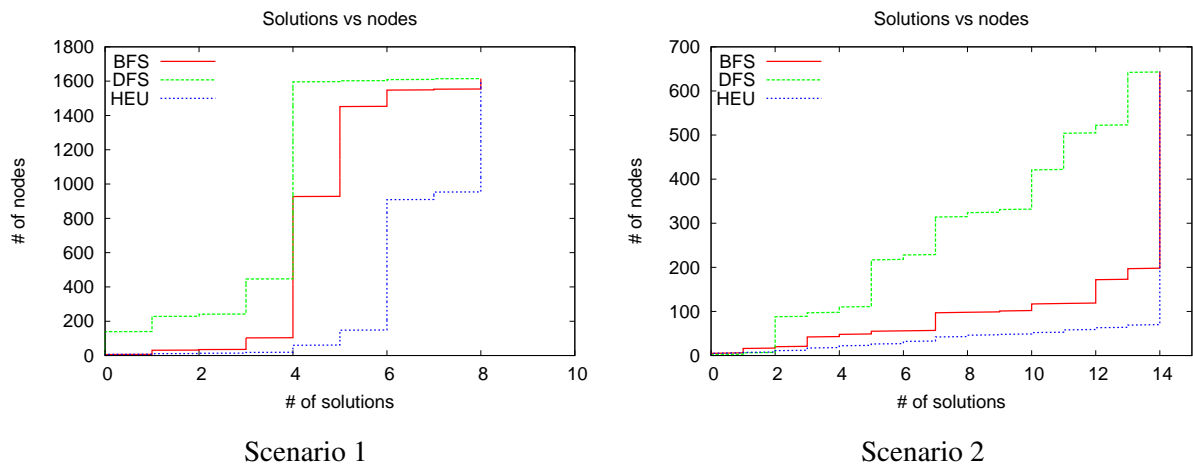 Solutions vs nodes
1800
1600
1400
1200
1000
800
600
400
200
0
0 2 4 6 8 10
# of nodes
# of solutions
BFS
DFS
HEU
Scenario 1
Solutions vs nodes
700
600
500
400
300
200
100
0
0 2 4 6 8 10 12 14
# of nodes
# of solutions
BFS
DFS
HEU
Scenario 2